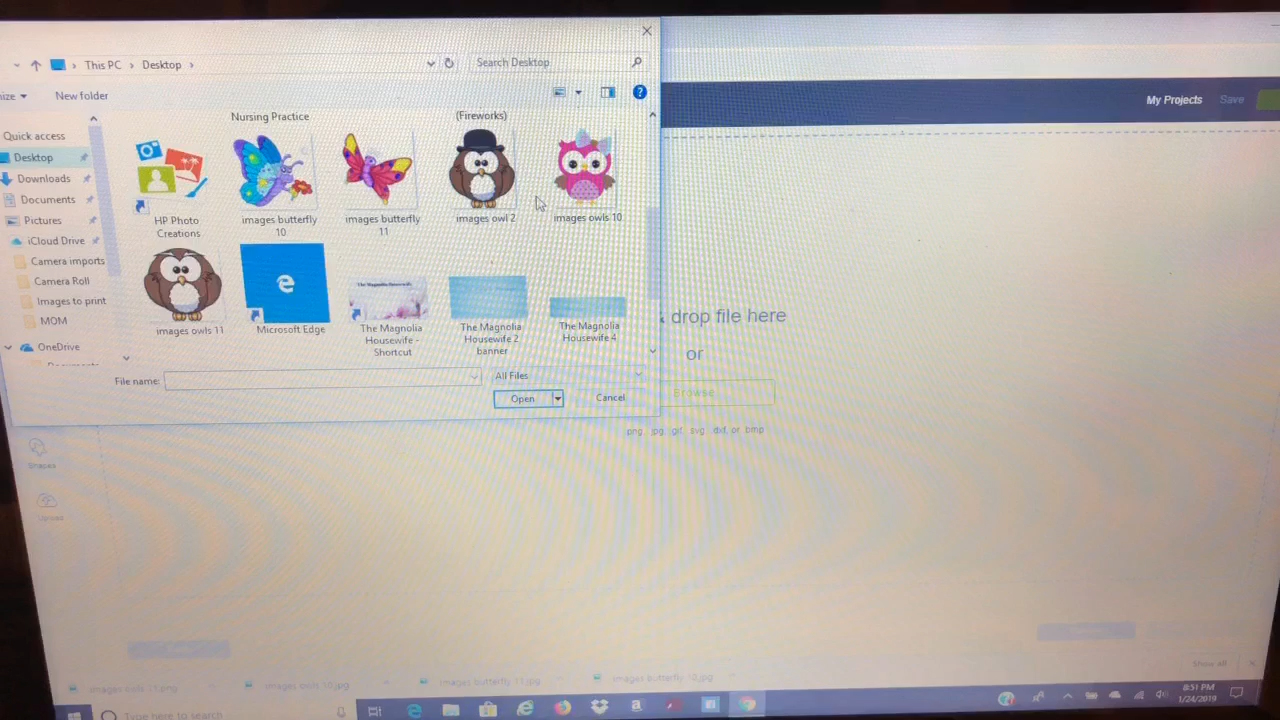 This PC > Desktop >
Search Desktop
New folder
My Projects
Save
Quick access
Desktop
Downloads
Documents
Pictures
iCloud Drive
Camera imports
Camera Roll
Images to print
MOM
OneDrive
Nursing Practice
(Fireworks)
HP Photo
Creations
images butterfly
10
images butterfly
11
images owl 2
images owls 10
images owls 11
Microsoft Edge
The Magnolia
Housewife -
Shortcut
The Magnolia
Housewife 2
banner
The Magnolia
Housewife 4
File name:
All Files
Open
Cancel
drop file here
or
Browse
png, jpg, gif, svg, dxf, or bmp
Shapes
Upload
images owls 10.jpg
images butterfly 11.jpg
images butterfly 10.jpg
Show all
Type here to search
8:51 PM
1/24/2019